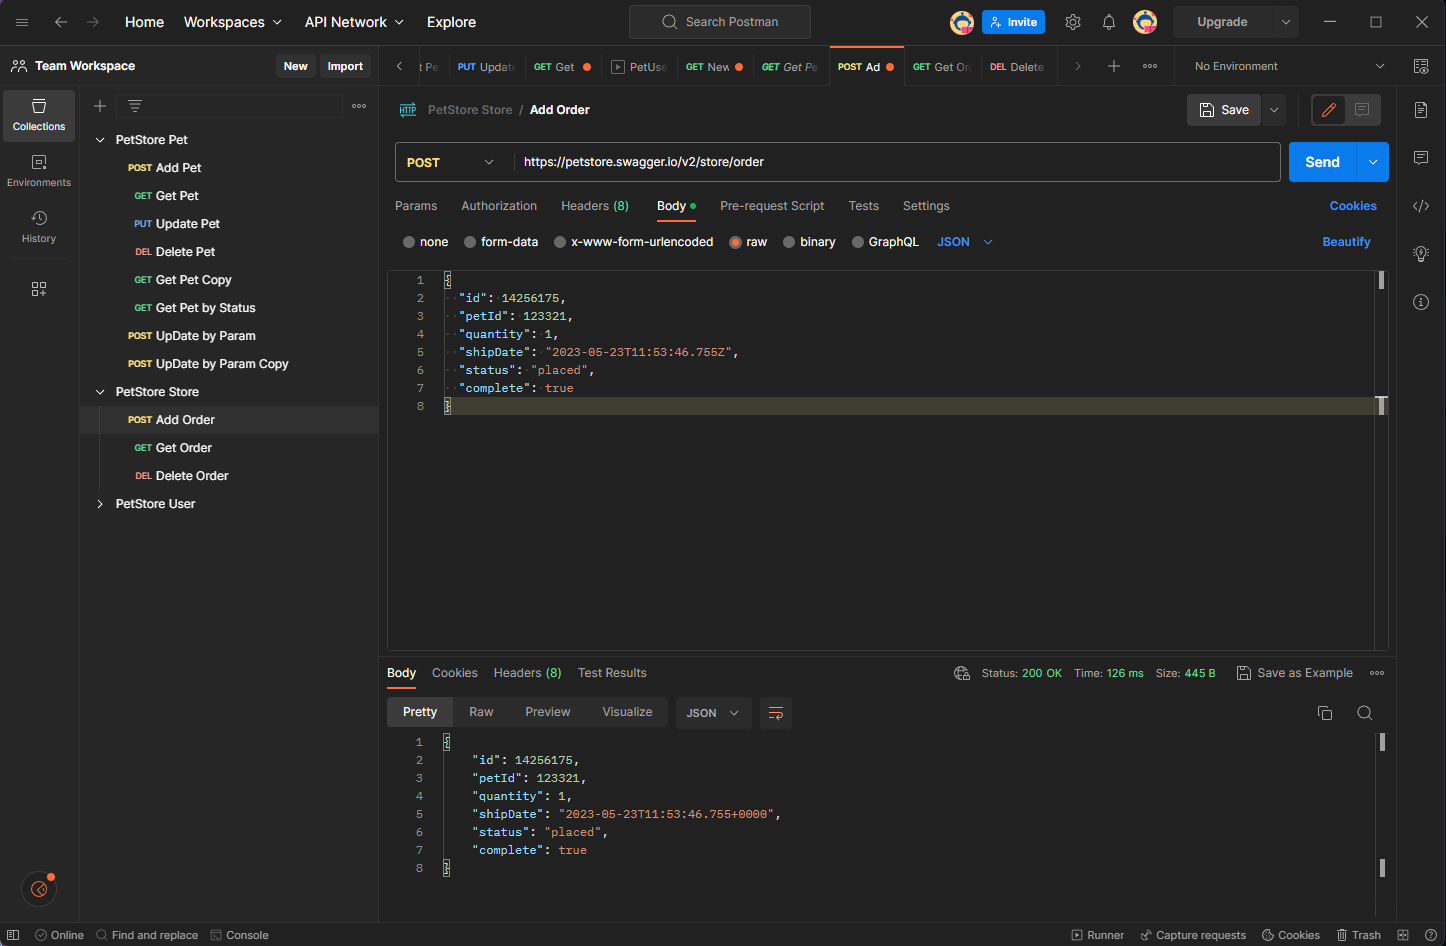 Home Workspaces API Network Explore Search Postman Invite Upgrade
Team Workspace New Import
PUT Update GET Get PetUse GET New GET Get Pe POST Ad GET Get Or DEL Delete No Environment
Collections
Environments
History
PetStore Pet
POST Add Pet
GET Get Pet
PUT Update Pet
DEL Delete Pet
GET Get Pet Copy
GET Get Pet by Status
POST UpDate by Param
POST UpDate by Param Copy
PetStore Store
POST Add Order
GET Get Order
DEL Delete Order
PetStore User
HTTP PetStore Store / Add Order Save
POST https://petstore.swagger.io/v2/store/order Send
Params Authorization Headers (8) Body Pre-request Script Tests Settings Cookies
none form-data x-www-form-urlencoded raw binary GraphQL JSON Beautify
1 {
2 "id": 14256175,
3 "petId": 123321,
4 "quantity": 1,
5 "shipDate": "2023-05-23T11:53:46.755Z",
6 "status": "placed",
7 "complete": true
8 }
Body Cookies Headers (8) Test Results Status: 200 OK Time: 126 ms Size: 445 B Save as Example
Pretty Raw Preview Visualize JSON
1 {
2 "id": 14256175,
3 "petId": 123321,
4 "quantity": 1,
5 "shipDate": "2023-05-23T11:53:46.755+0000",
6 "status": "placed",
7 "complete": true
8 }
Online Find and replace Console Runner Capture requests Cookies Trash